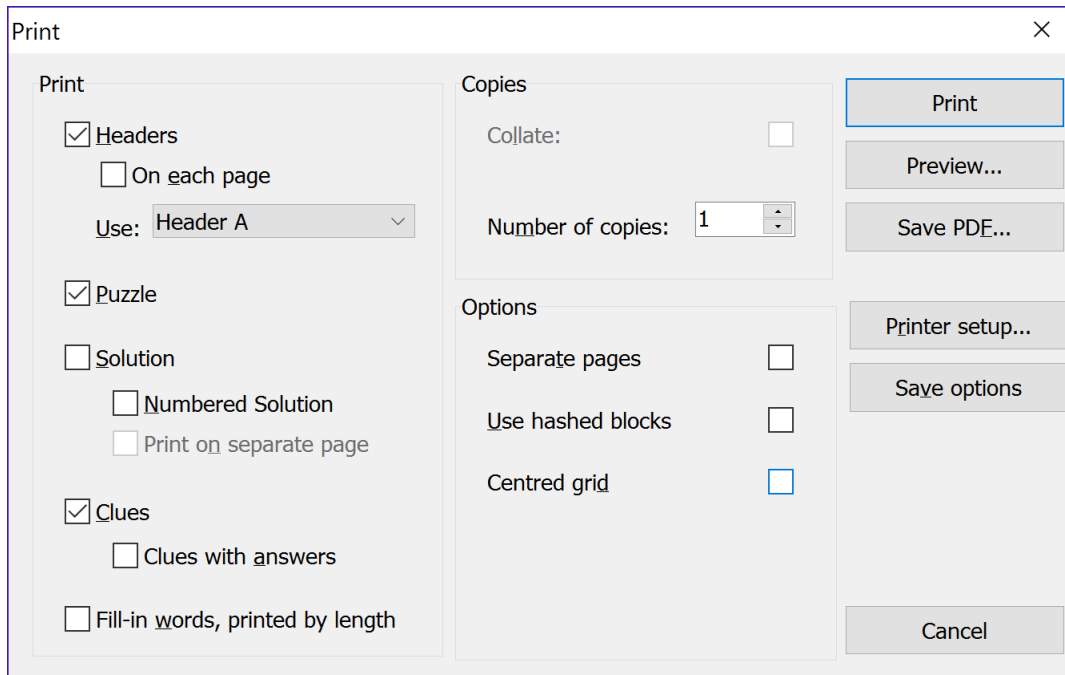 Print
Print
Headers
On each page
Use: Header A
Puzzle
Solution
Numbered Solution
Print on separate page
Clues
Clues with answers
Fill-in words, printed by length
Copies
Collate:
Number of copies: 1
Options
Separate pages
Use hashed blocks
Centred grid
Print
Preview...
Save PDF...
Printer setup...
Save options
Cancel